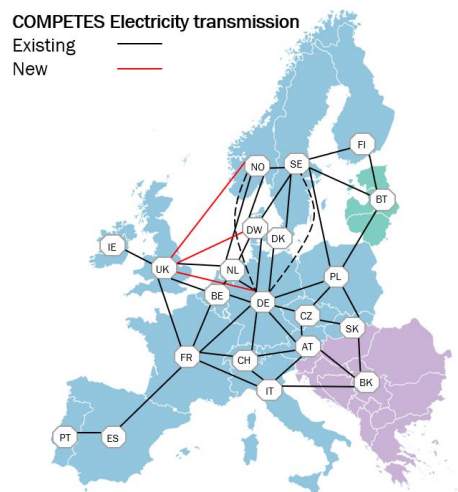 COMPETES Electricity transmission
Existing
New
FI
NO
SE
BT
DW
DK
IE
UK
NL
PL
BE
DE
CZ
SK
AT
FR
CH
BK
IT
PT
ES